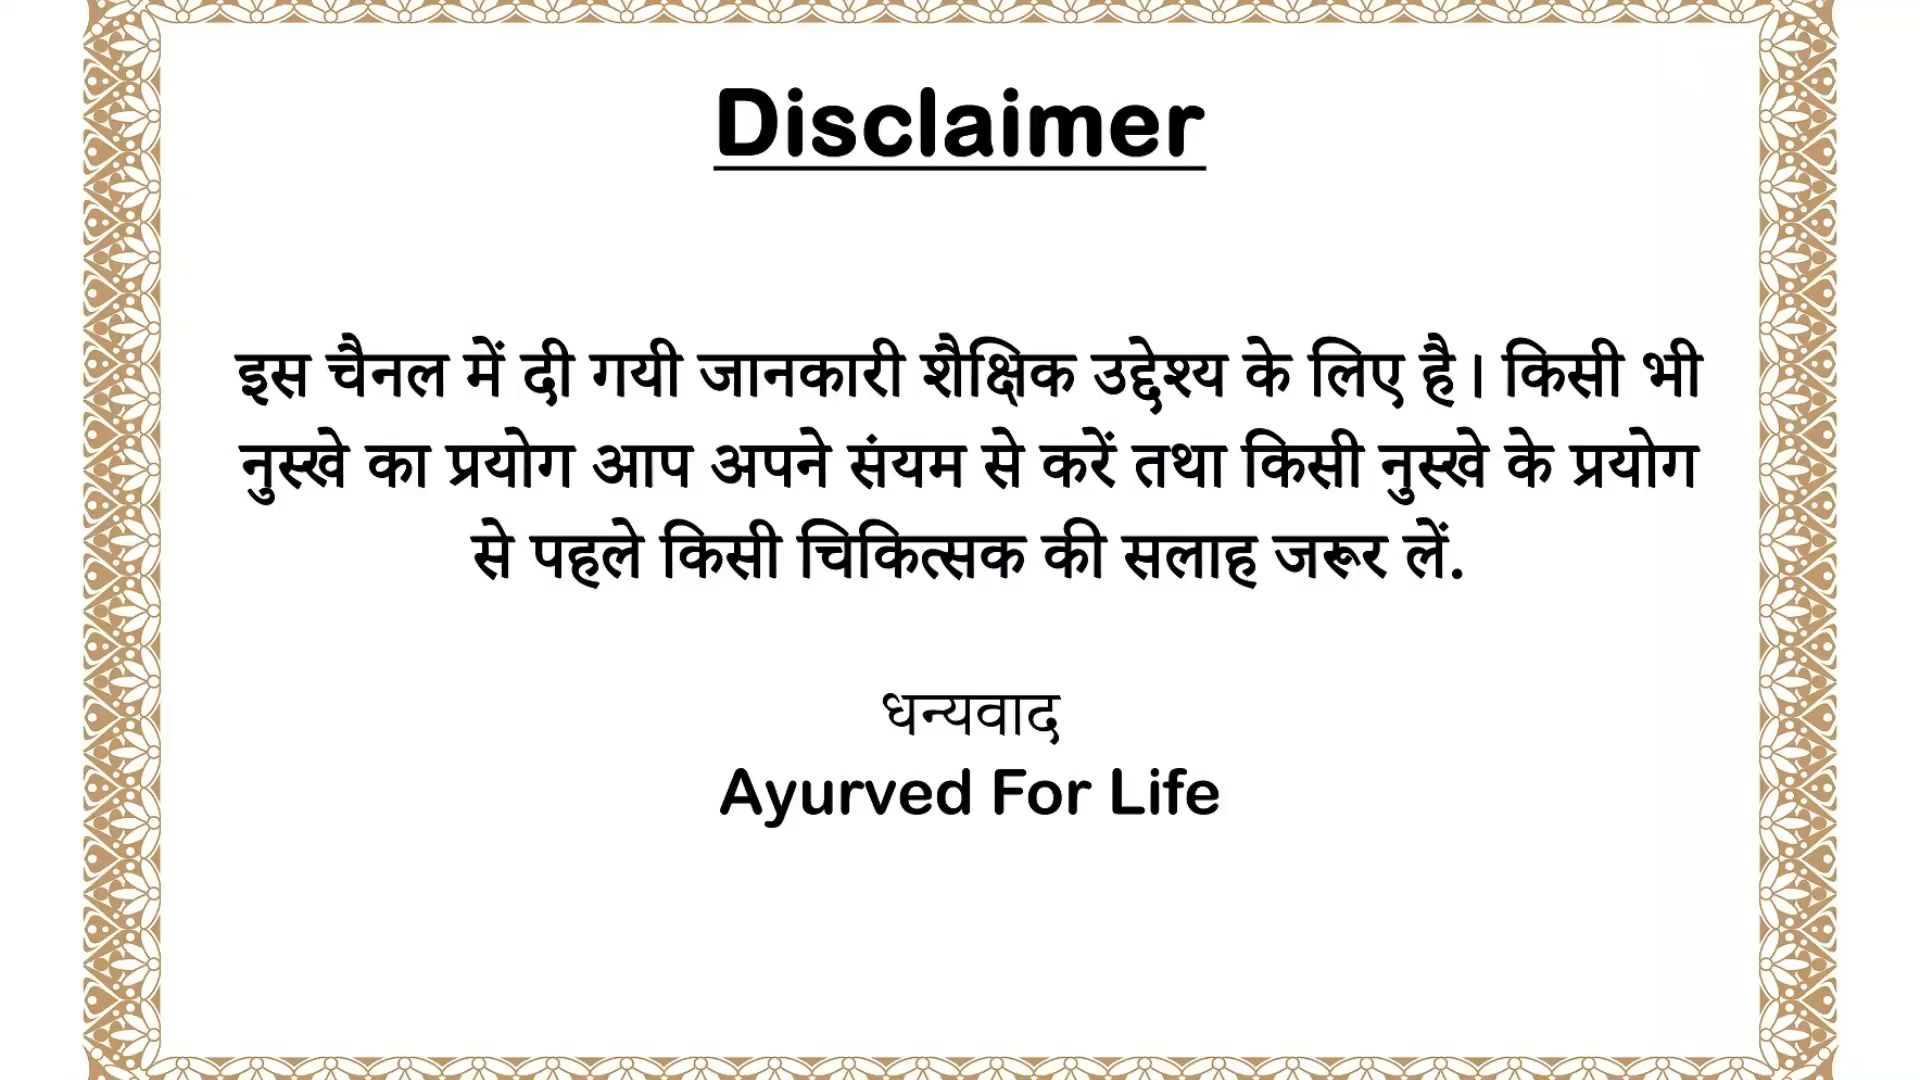 Disclaimer
इस चैनल में दी गयी जानकारी शैक्षिक उद्देश्य के लिए है। किसी भी
नुस्खे का प्रयोग आप अपने संयम से करें तथा किसी नुस्खे के प्रयोग
से पहले किसी चिकित्सक की सलाह जरूर लें.
धन्यवाद
Ayurved For Life